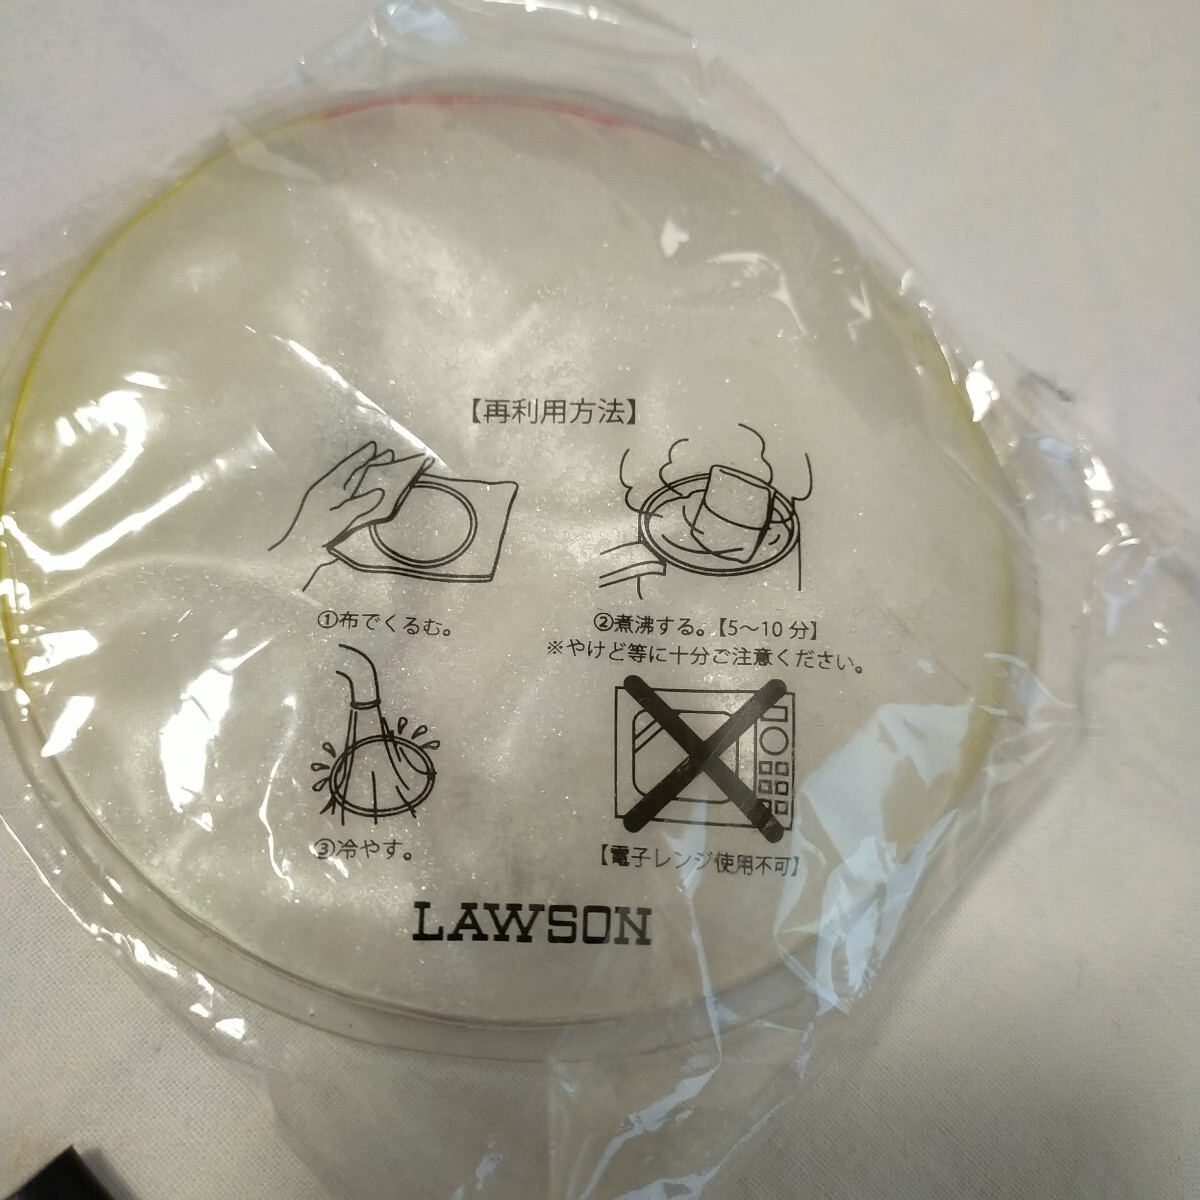 【再利用方法】
①布でくるむ。
②煮沸する。【5～10分】
※やけど等に十分ご注意ください。
③冷やす。
【電子レンジ使用不可】
LAWSON